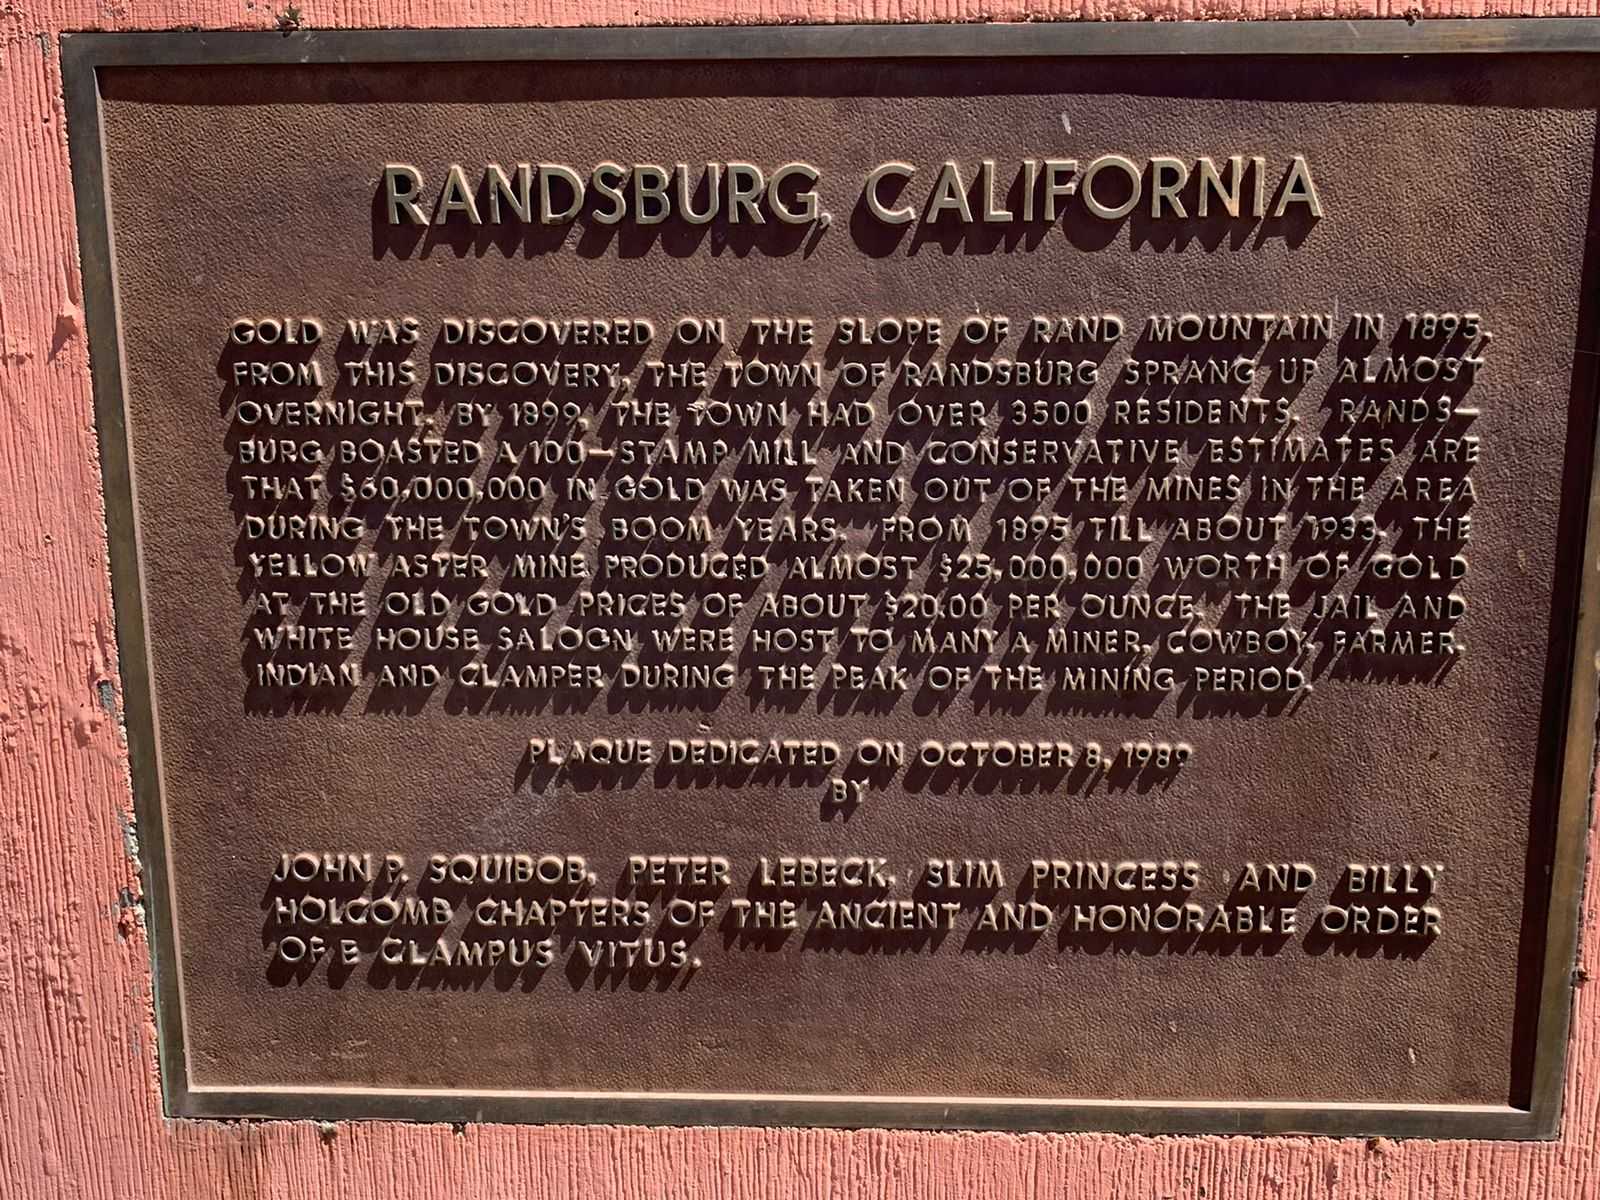 RANDSBURG, CALIFORNIA
GOLD WAS DISCOVERED ON THE SLOPE OF RAND MOUNTAIN IN 1895.
FROM THIS DISCOVERY, THE TOWN OF RANDSBURG SPRANG UP ALMOST
OVERNIGHT. BY 1899, THE TOWN HAD OVER 3500 RESIDENTS. RANDS-
BURG BOASTED A 100-STAMP MILL AND CONSERVATIVE ESTIMATES ARE
THAT $60,000,000 IN GOLD WAS TAKEN OUT OF THE MINES IN THE AREA
DURING THE TOWN'S BOOM YEARS. FROM 1895 TILL ABOUT 1933, THE
YELLOW ASTER MINE PRODUCED ALMOST $25,000,000 WORTH OF GOLD
AT THE OLD GOLD PRICES OF ABOUT $20.00 PER OUNCE. THE JAIL AND
WHITE HOUSE SALOON WERE HOST TO MANY A MINER, COWBOY, FARMER,
INDIAN AND CLAMPER DURING THE PEAK OF THE MINING PERIOD.
PLAQUE DEDICATED ON OCTOBER 8, 1989
BY
JOHN P. SQUIBOB, PETER LEBECK, SLIM PRINCESS AND BILLY
HOLCOMB CHAPTERS OF THE ANCIENT AND HONORABLE ORDER
OF E CLAMPUS VITUS.